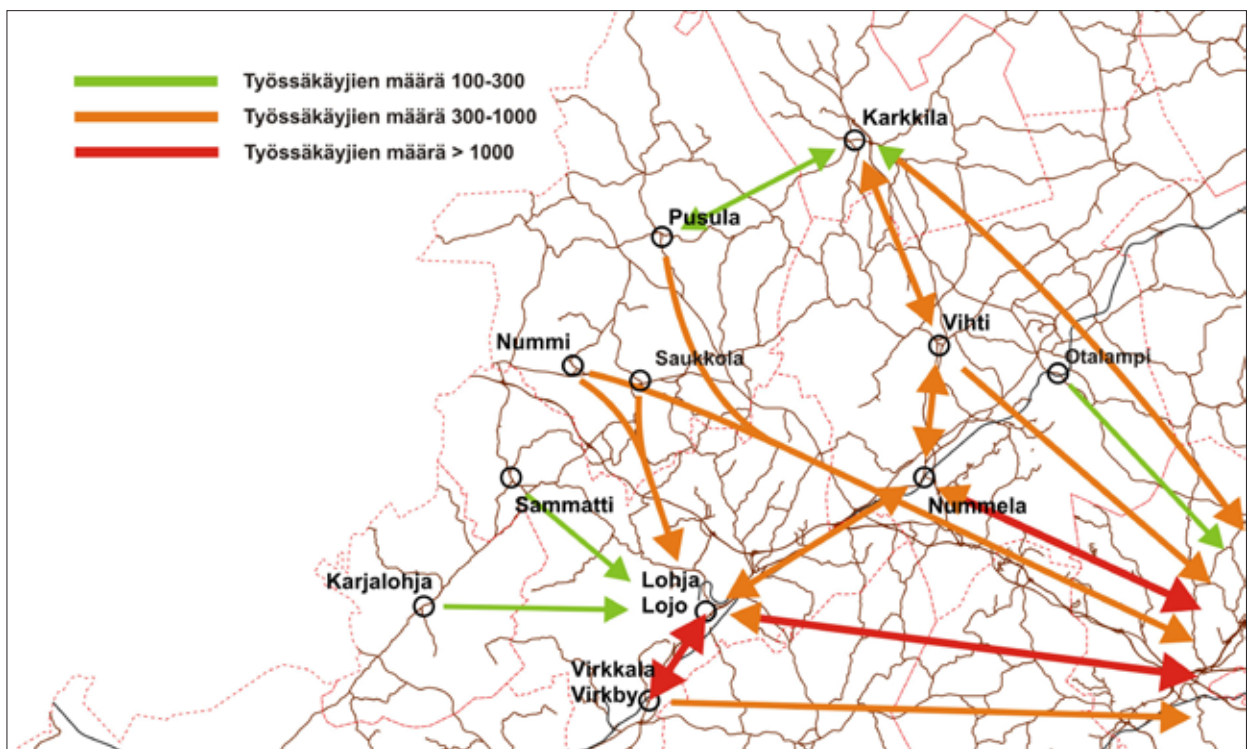 Työssäkäyjien määrä 100-300
Työssäkäyjien määrä 300-1000
Työssäkäyjien määrä > 1000
Karkkila
Pusula
Vihti
Nummi
Saukkola
Otalampi
Sammatti
Nummela
Karjalohja
Lohja
Lojo
Virkkala
Virkby